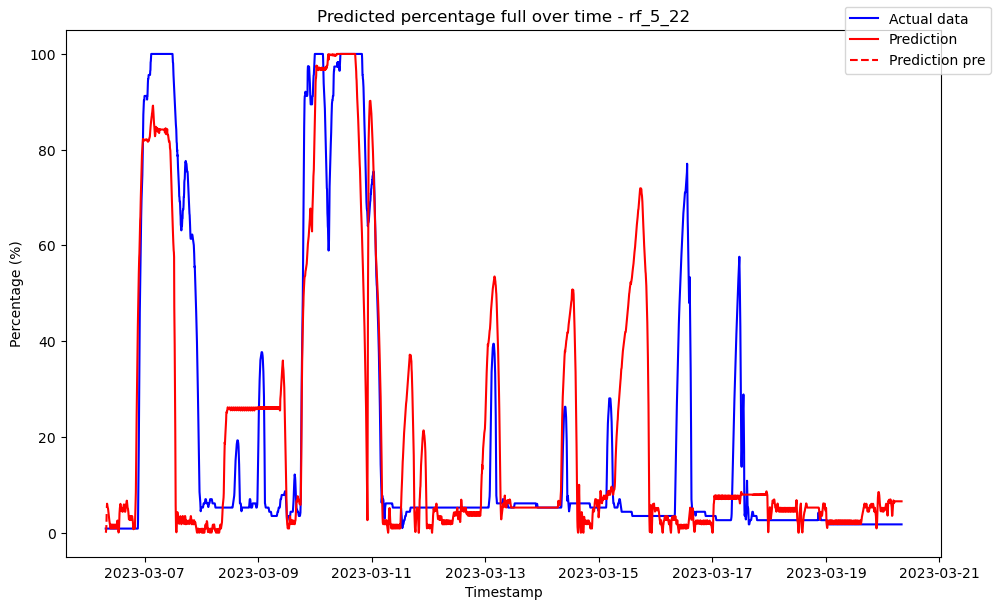 Predicted percentage full over time - rf_5_22
Actual data
Prediction
Prediction pre
Percentage (%)
100
80
60
40
20
0
2023-03-07 2023-03-09 2023-03-11 2023-03-13 2023-03-15 2023-03-17 2023-03-19 2023-03-21
Timestamp